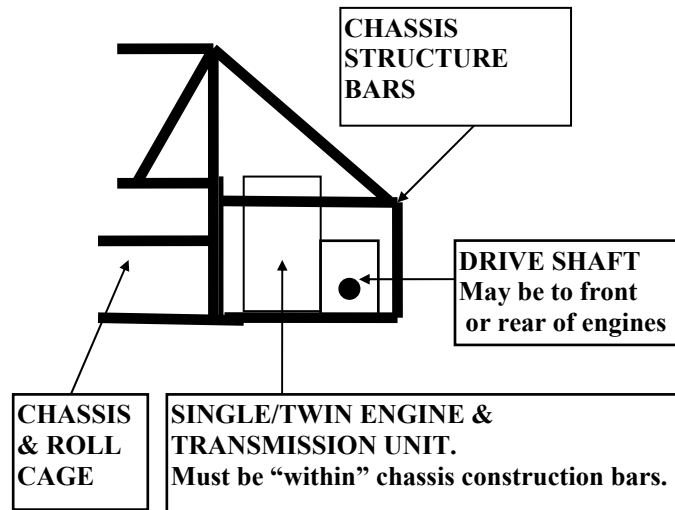 CHASSIS
STRUCTURE
BARS
DRIVE SHAFT
May be to front
or rear of engines
CHASSIS
& ROLL
CAGE
SINGLE/TWIN ENGINE &
TRANSMISSION UNIT.
Must be “within” chassis construction bars.